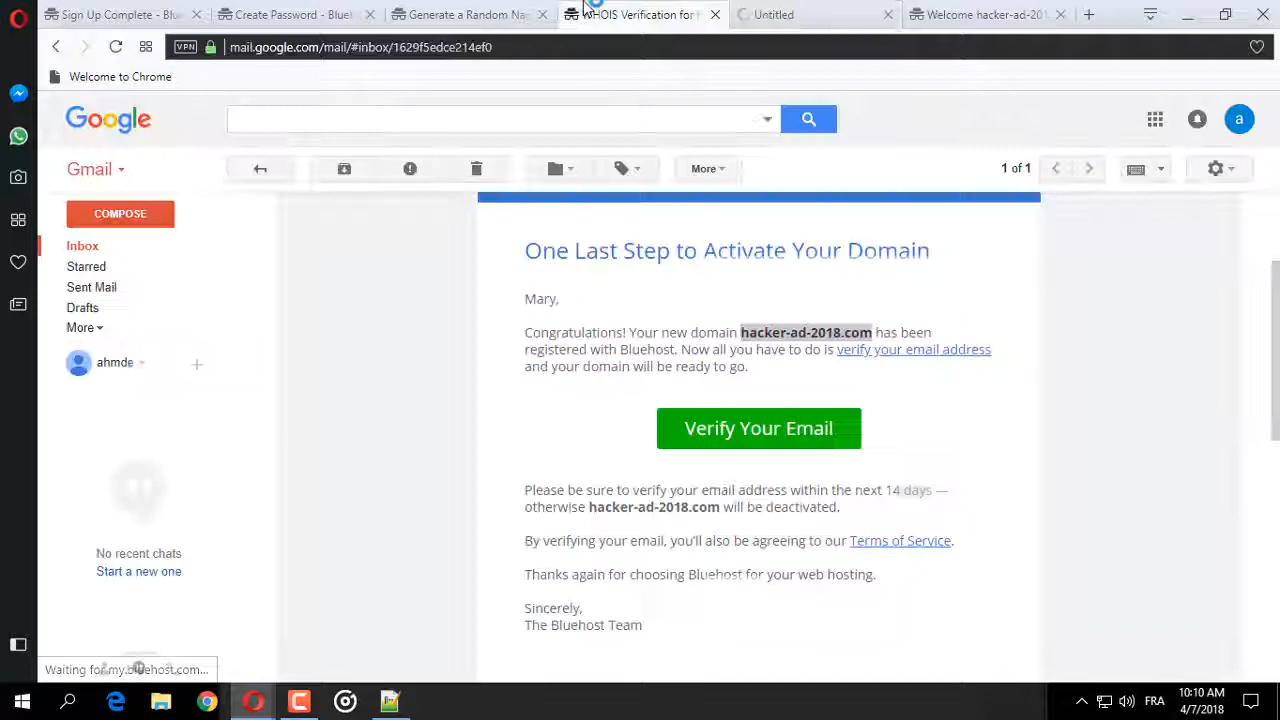 Sign Up Complete - Blueh
Create Password - Blueh
Generate a Random Na
WHOIS Verification for
Untitled
Welcome hacker-ad-201
VPN
mail.google.com/mail/#inbox/1629f5edce214ef0
Welcome to Chrome
Google
a
Gmail
More
1 of 1
COMPOSE
Inbox
Starred
Sent Mail
Drafts
More
ahmde
No recent chats
Start a new one
One Last Step to Activate Your Domain
Mary,
Congratulations! Your new domain hacker-ad-2018.com has been
registered with Bluehost. Now all you have to do is verify your email address
and your domain will be ready to go.
Verify Your Email
Please be sure to verify your email address within the next 14 days —
otherwise hacker-ad-2018.com will be deactivated.
By verifying your email, you'll also be agreeing to our Terms of Service.
Thanks again for choosing Bluehost for your web hosting.
Sincerely,
The Bluehost Team
Waiting for my.bluehost.com...
FRA
10:10 AM
4/7/2018